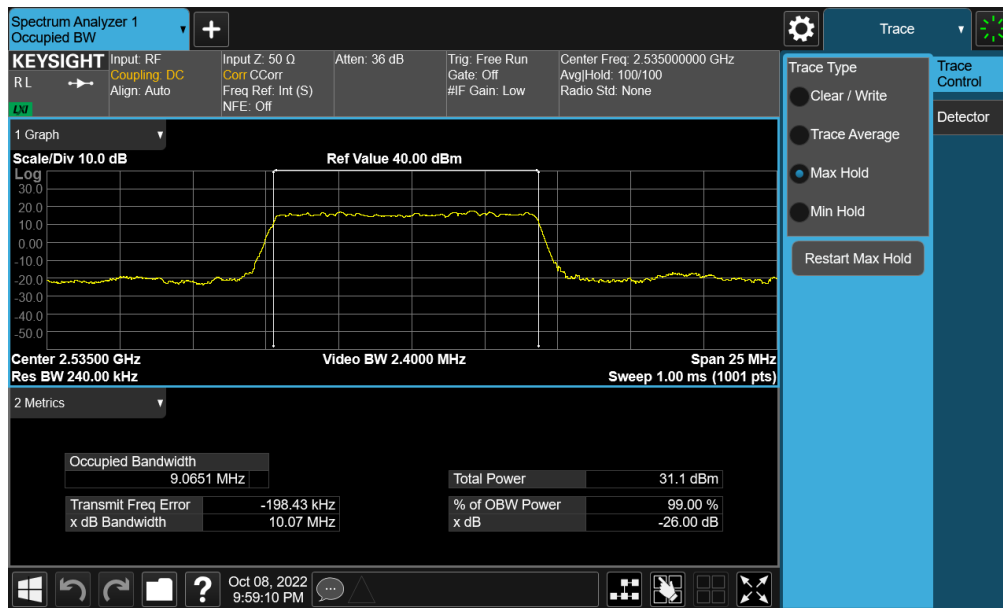 Spectrum Analyzer 1
Occupied BW
+
Trace
KEYSIGHT
R L
LXI
Input: RF
Coupling: DC
Align: Auto
Input Z: 50 Ω
Corr CCorr
Freq Ref: Int (S)
NFE: Off
Atten: 36 dB
Trig: Free Run
Gate: Off
#IF Gain: Low
Center Freq: 2.535000000 GHz
Avg|Hold: 100/100
Radio Std: None
Trace Type
Clear / Write
Trace Average
Max Hold
Min Hold
Restart Max Hold
Trace
Control
Detector
1 Graph
Scale/Div 10.0 dB
Ref Value 40.00 dBm
Log
30.0
20.0
10.0
0.00
-10.0
-20.0
-30.0
-40.0
-50.0
Center 2.53500 GHz
Video BW 2.4000 MHz
Span 25 MHz
Res BW 240.00 kHz
Sweep 1.00 ms (1001 pts)
2 Metrics
Occupied Bandwidth
9.0651 MHz
Total Power 31.1 dBm
Transmit Freq Error -198.43 kHz
% of OBW Power 99.00 %
x dB Bandwidth 10.07 MHz
x dB -26.00 dB
?
Oct 08, 2022
9:59:10 PM